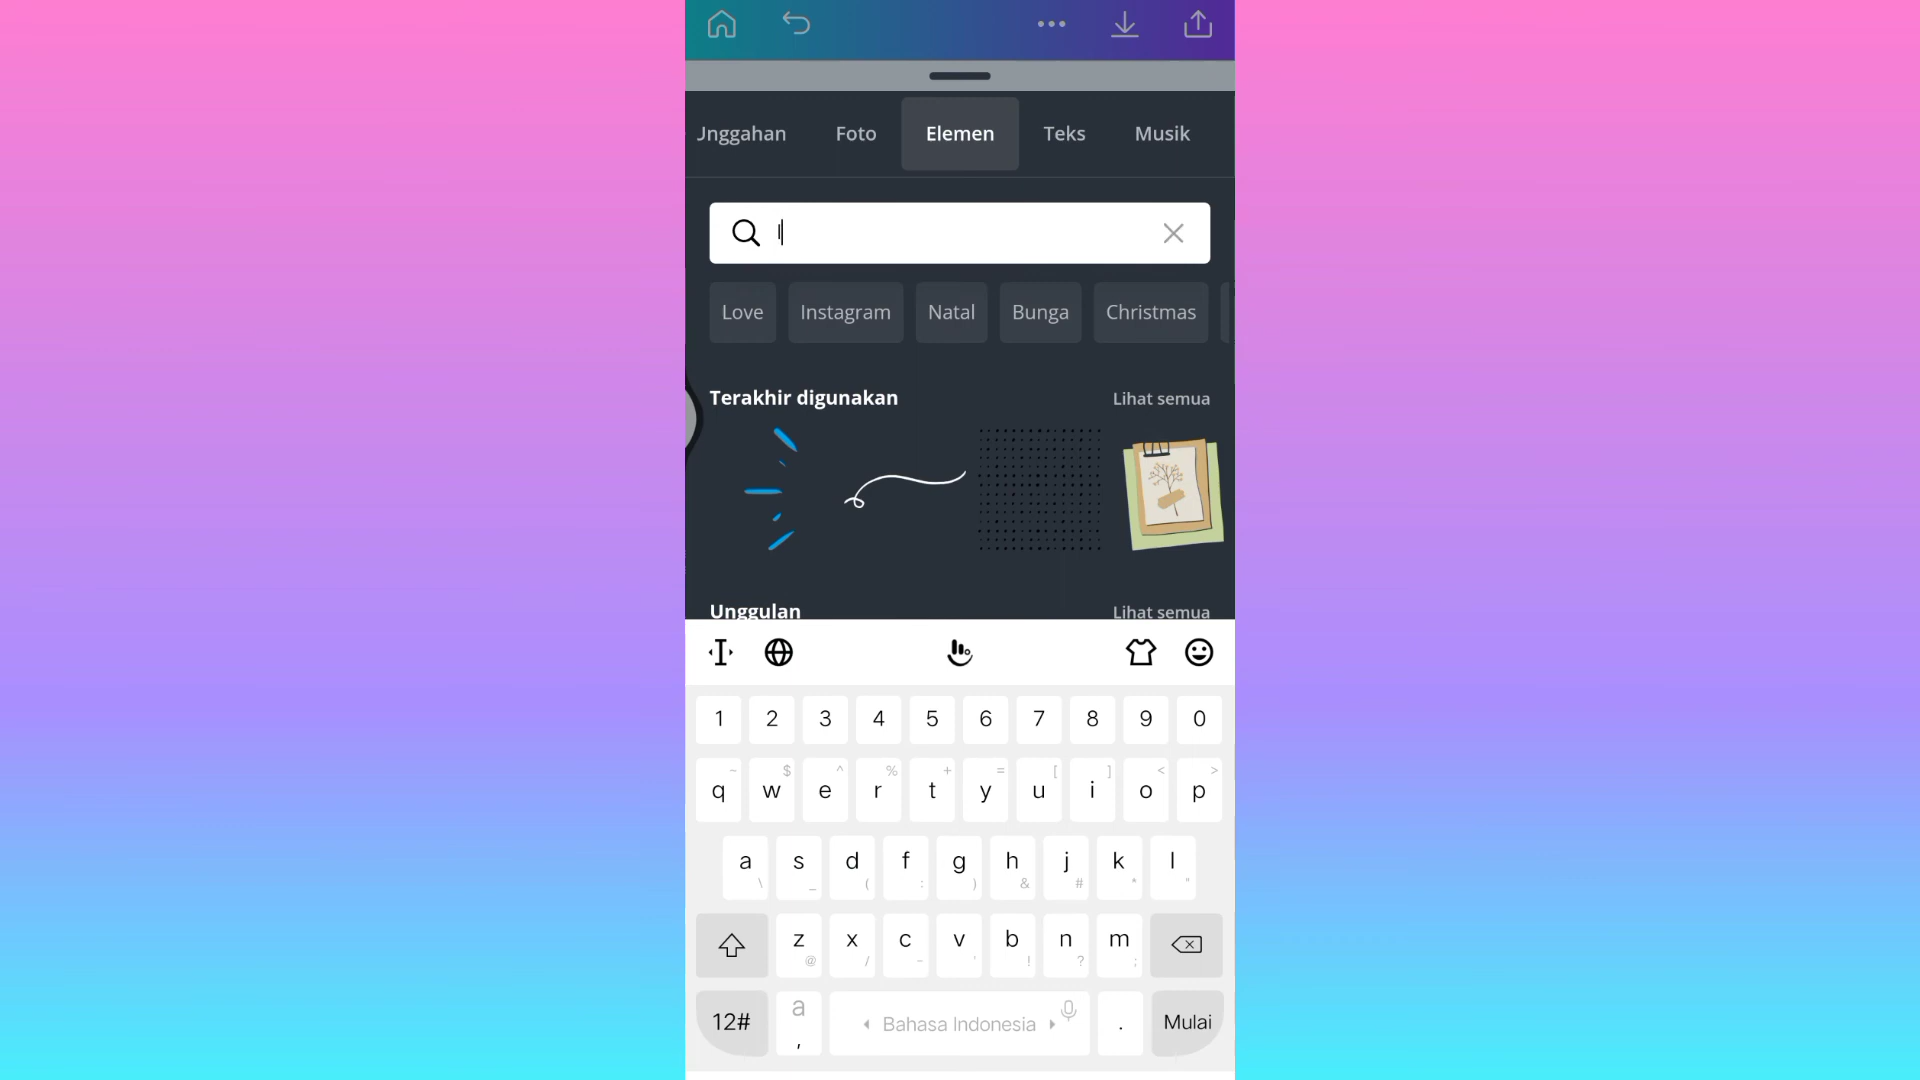 Unggahan Foto Elemen Teks Musik
l
Love Instagram Natal Bunga Christmas
Terakhir digunakan Lihat semua
Unggulan Lihat semua
1 2 3 4 5 6 7 8 9 0
~ $ ^ % + = [ ] < >
q w e r t y u i o p
a s d f g h j k l
\ _ ( : ) & # * "
z x c v b n m
@ / - ' ! ? ;
12# a , Bahasa Indonesia . Mulai